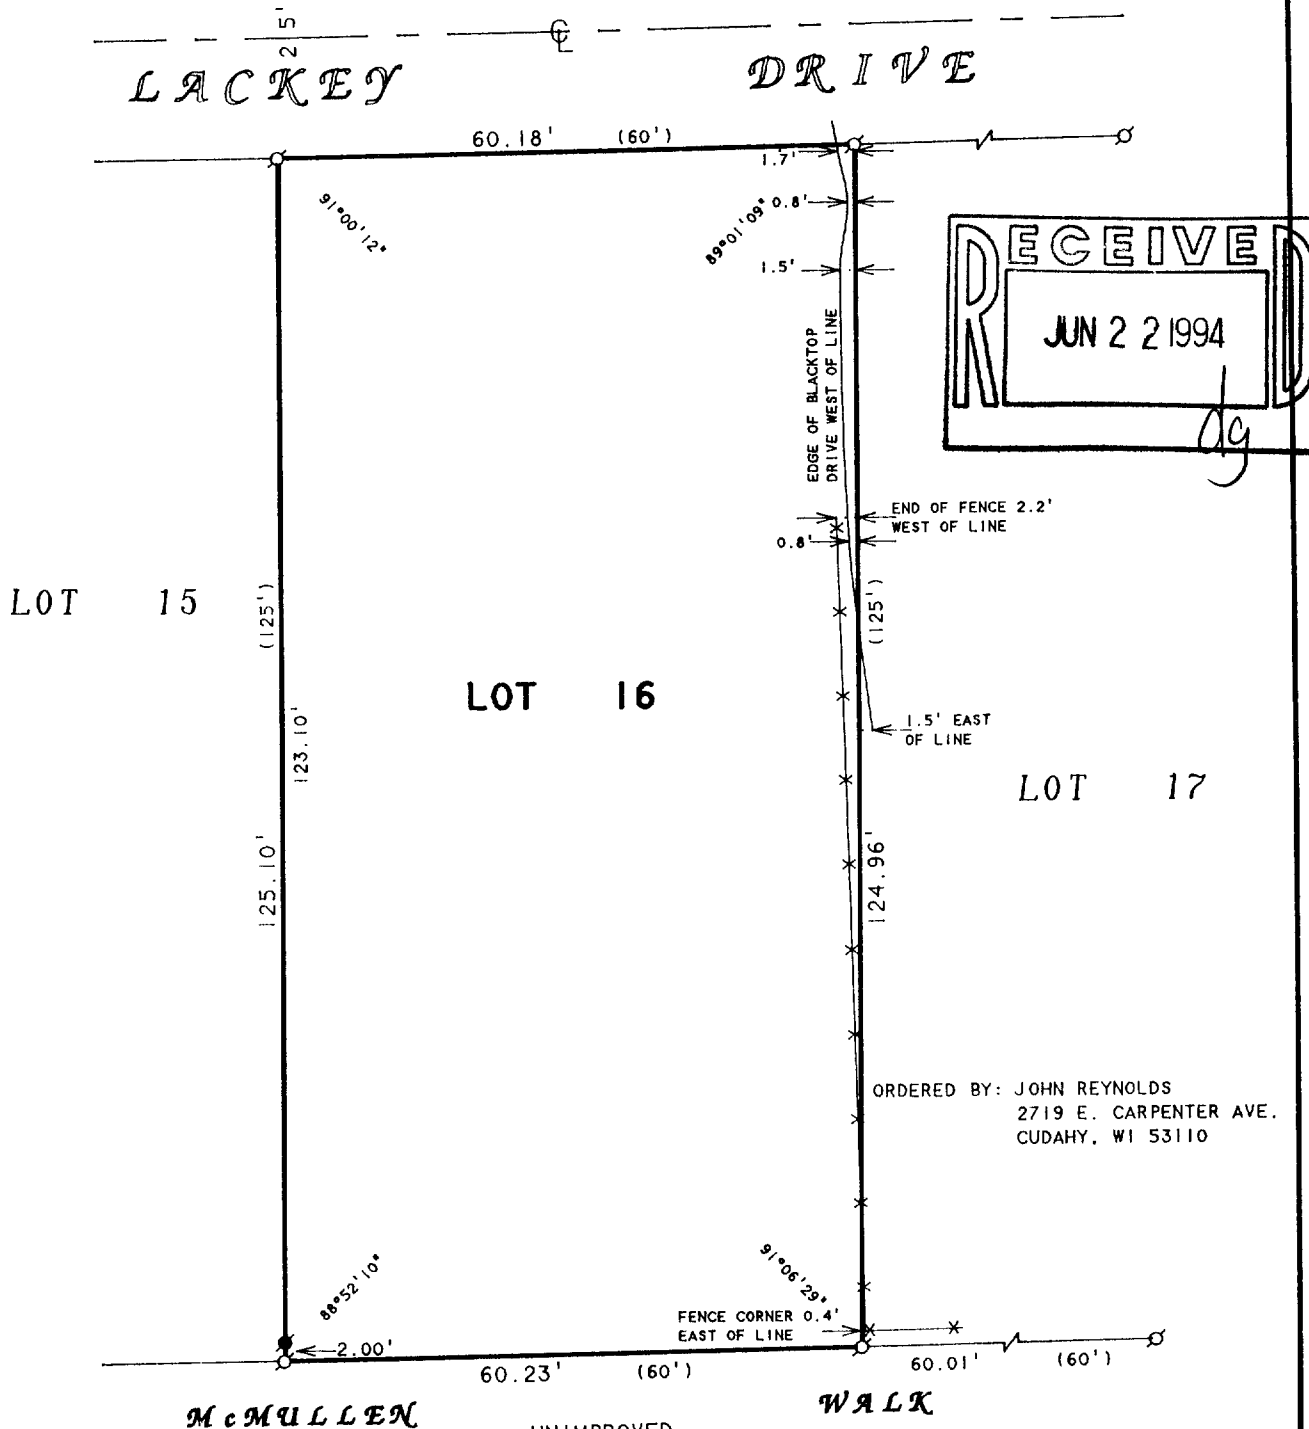 25'
℄
LACKEY DRIVE
60.18' (60')
1.7'
91°00'12"
89°01'09"
0.8'
1.5'
RECEIVED
JUN 22 1994
dg
EDGE OF BLACKTOP
DRIVE WEST OF LINE
END OF FENCE 2.2'
WEST OF LINE
0.8'
LOT 15
(125')
(125')
LOT 16
123.10'
1.5' EAST
OF LINE
LOT 17
125.10'
124.96'
ORDERED BY: JOHN REYNOLDS
2719 E. CARPENTER AVE.
CUDAHY, WI 53110
88°52'10"
91°06'29"
FENCE CORNER 0.4'
EAST OF LINE
2.00'
60.23' (60')
60.01' (60')
McMULLEN WALK
UNIMPROVED